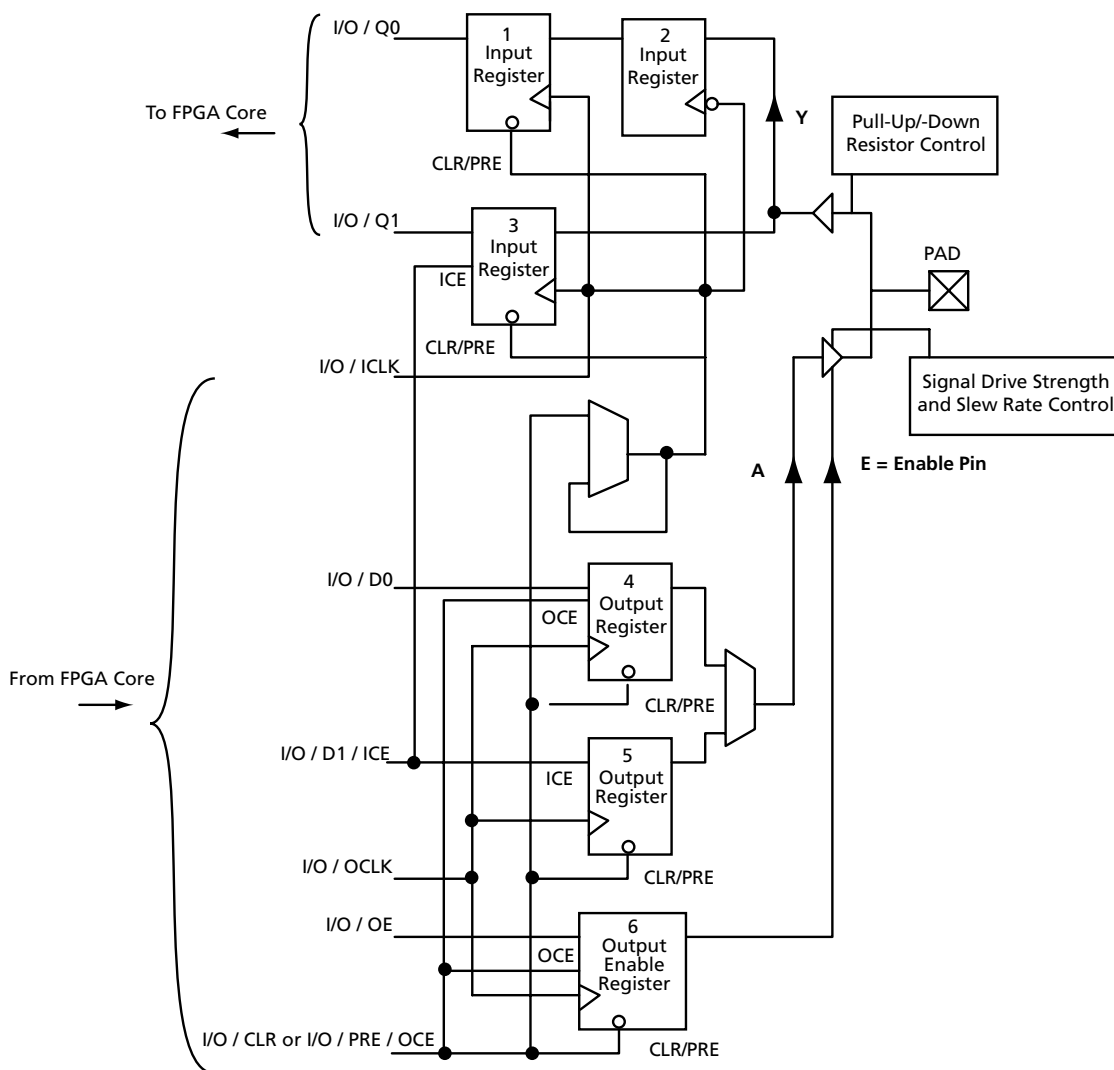 I/O / Q0
1
Input
Register
2
Input
Register
To FPGA Core
Y
Pull-Up/-Down
Resistor Control
CLR/PRE
I/O / Q1
3
Input
Register
ICE
PAD
CLR/PRE
I/O / ICLK
Signal Drive Strength
and Slew Rate Control
A
E = Enable Pin
I/O / D0
4
Output
Register
OCE
From FPGA Core
CLR/PRE
I/O / D1 / ICE
5
Output
Register
ICE
I/O / OCLK
CLR/PRE
I/O / OE
6
Output
Enable
Register
OCE
I/O / CLR or I/O / PRE / OCE
CLR/PRE